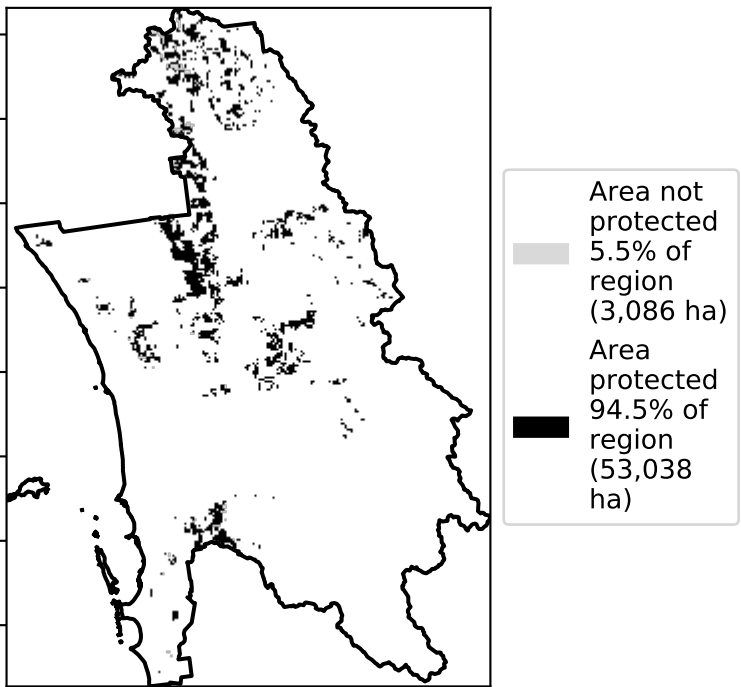 Area not
protected
5.5% of
region
(3,086 ha)
Area
protected
94.5% of
region
(53,038
ha)